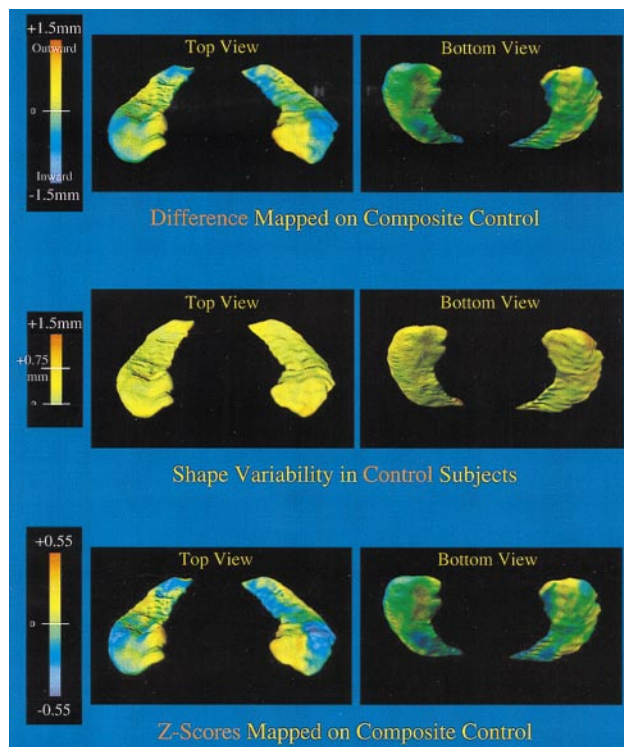 +1.5mm
Outward
0
Inward
-1.5mm
Top View
Bottom View
Difference Mapped on Composite Control
+1.5mm
+0.75
mm
0
Top View
Bottom View
Shape Variability in Control Subjects
+0.55
0
-0.55
Top View
Bottom View
Z-Scores Mapped on Composite Control